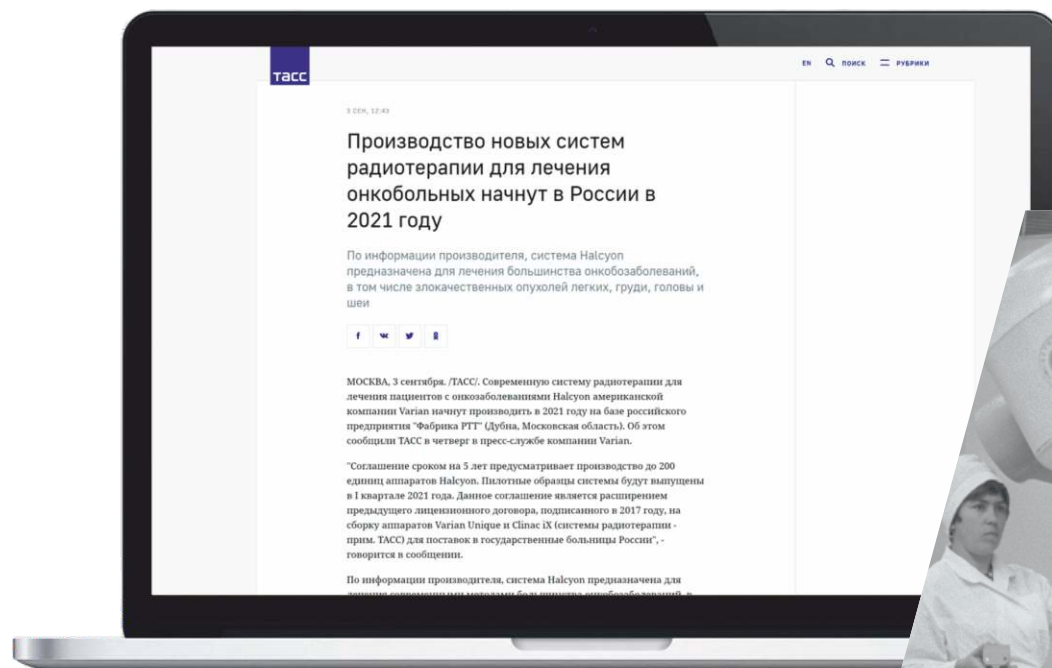 тасс
EN ПОИСК РУБРИКИ
3 СЕН, 12:43
Производство новых систем
радиотерапии для лечения
онкобольных начнут в России в
2021 году
По информации производителя, система Halcyon
предназначена для лечения большинства онкобозаболеваний,
в том числе злокачественных опухолей легких, груди, головы и
шеи
МОСКВА, 3 сентября. /ТАСС/. Современную систему радиотерапии для
лечения пациентов с онкозаболеваниями Halcyon американской
компании Varian начнут производить в 2021 году на базе российского
предприятия "Фабрика РТТ" (Дубна, Московская область). Об этом
сообщили ТАСС в четверг в пресс-службе компании Varian.
"Соглашение сроком на 5 лет предусматривает производство до 200
единиц аппаратов Halcyon. Пилотные образцы системы будут выпущены
в I квартале 2021 года. Данное соглашение является расширением
предыдущего лицензионного договора, подписанного в 2017 году, на
сборку аппаратов Varian Unique и Clinac iX (системы радиотерапии -
прим. ТАСС) для поставок в государственные больницы России", -
говорится в сообщении.
По информации производителя, система Halcyon предназначена для
лечения современными методами большинства онкобозаболеваний, в